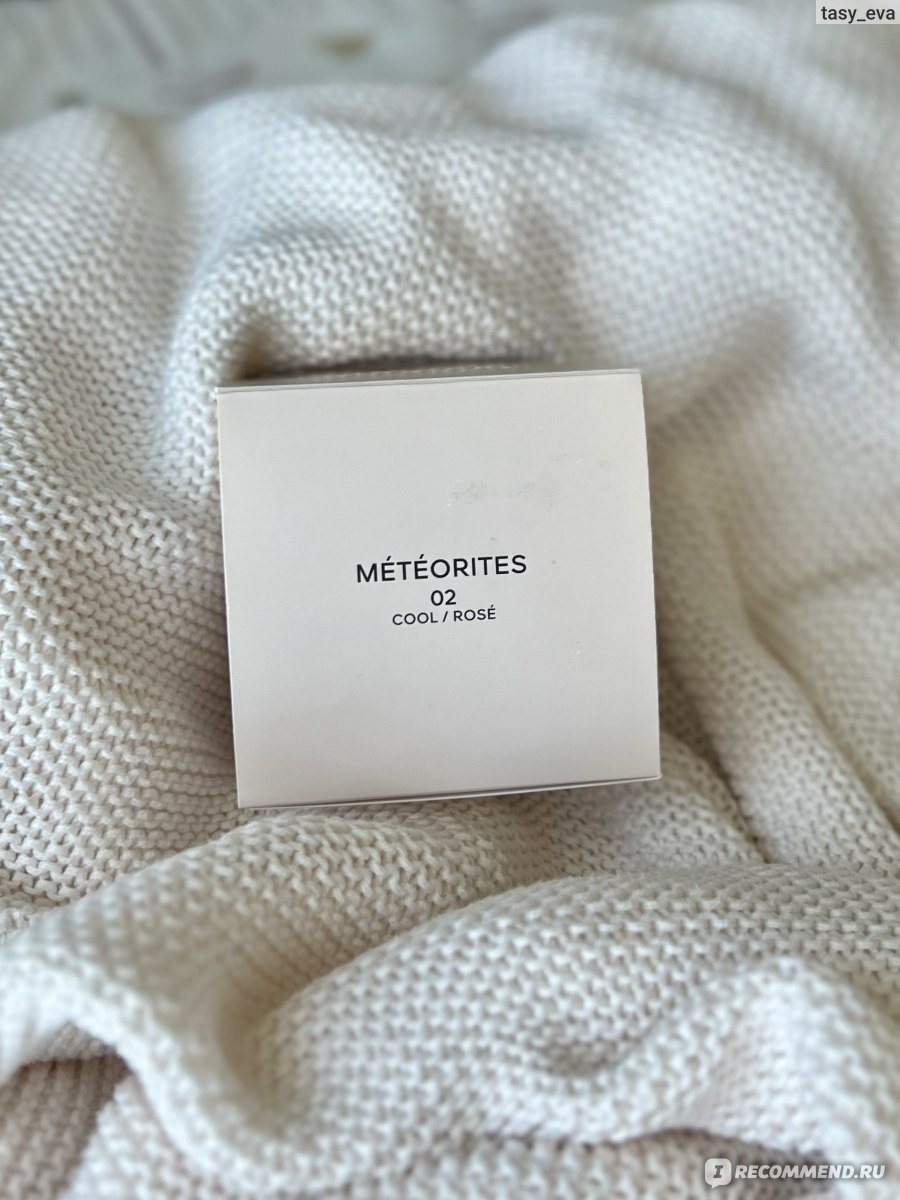 tasy_eva
MÉTÉORITES
02
COOL / ROSÉ
I RECOMMEND.RU